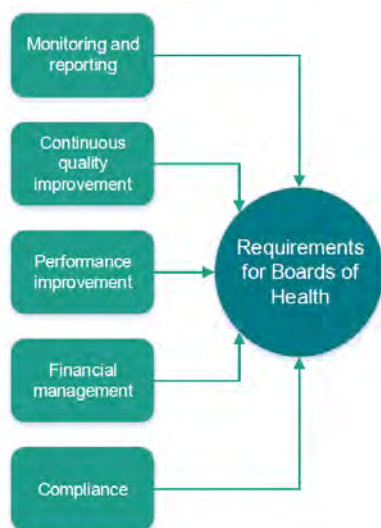 Monitoring and
reporting
Continuous
quality
improvement
Performance
improvement
Financial
management
Compliance
Requirements
for Boards of
Health